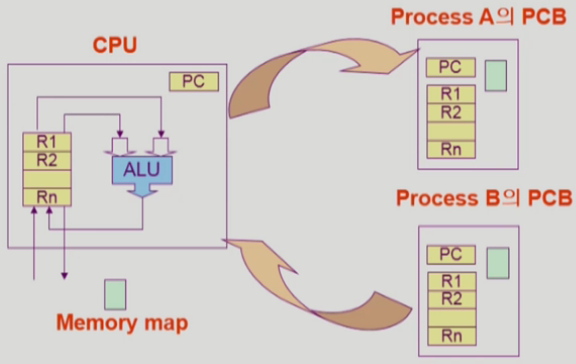 Process A의 PCB
CPU
PC
R1
R2
Rn
ALU
Memory map
PC
R1
R2
Rn
Process B의 PCB
PC
R1
R2
Rn